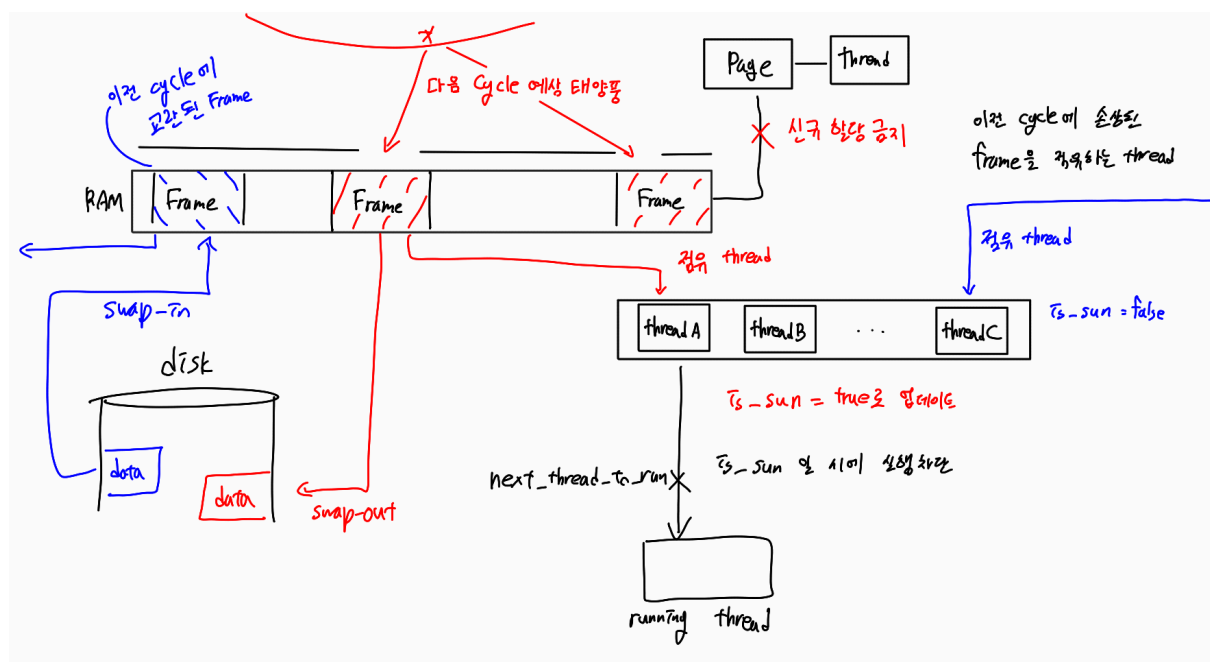 이전 cycle에
교란된 Frame
다음 Cycle 예상 태양풍
Page
thread
신규 할당 금지
이전 cycle에 손상된
frame을 점유하는 thread
RAM
Frame
Frame
Frame
점유 thread
점유 thread
swap-in
is_sun = false
threadA
threadB
...
threadC
disk
is_sun = true로 업데이트
data
data
swap-out
next_thread_to_run
is_sun 일 시에 실행차단
running thread